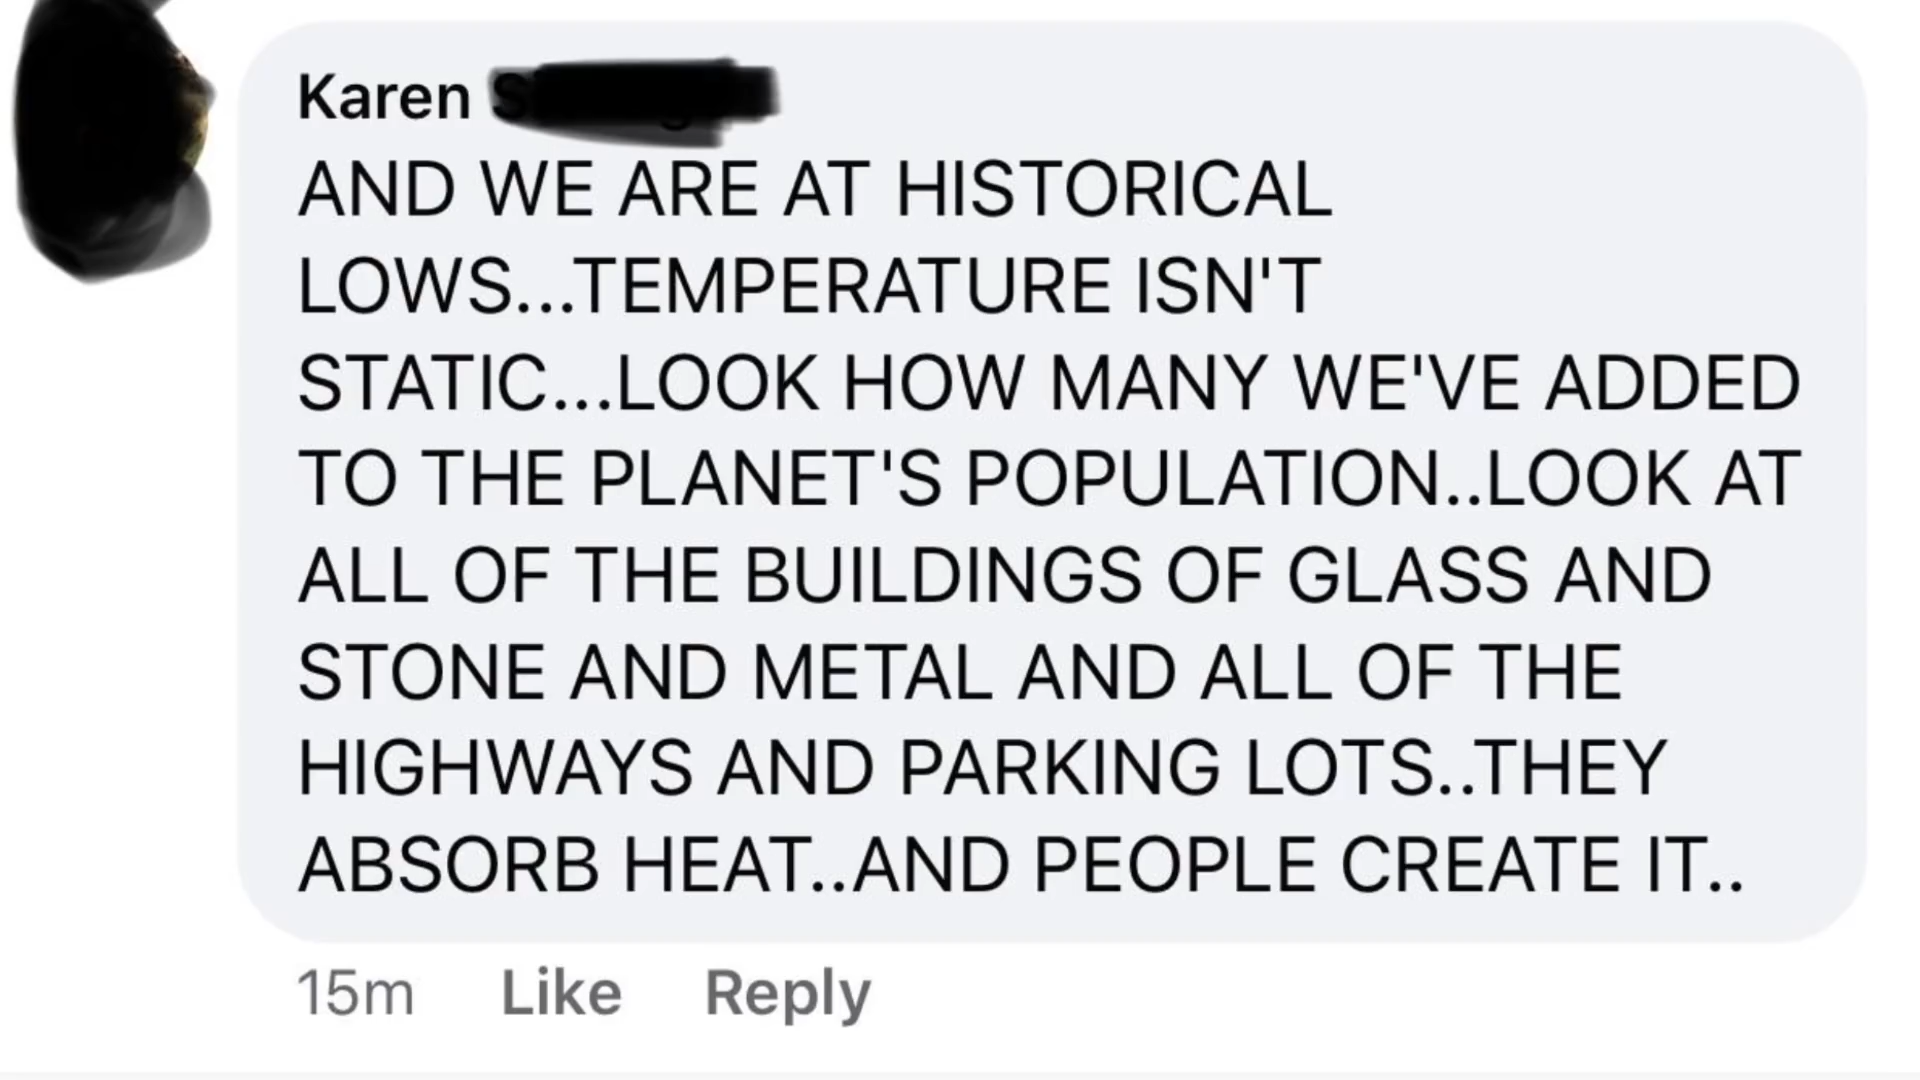 Karen
AND WE ARE AT HISTORICAL
LOWS...TEMPERATURE ISN'T
STATIC...LOOK HOW MANY WE'VE ADDED
TO THE PLANET'S POPULATION..LOOK AT
ALL OF THE BUILDINGS OF GLASS AND
STONE AND METAL AND ALL OF THE
HIGHWAYS AND PARKING LOTS..THEY
ABSORB HEAT..AND PEOPLE CREATE IT..
15m Like Reply